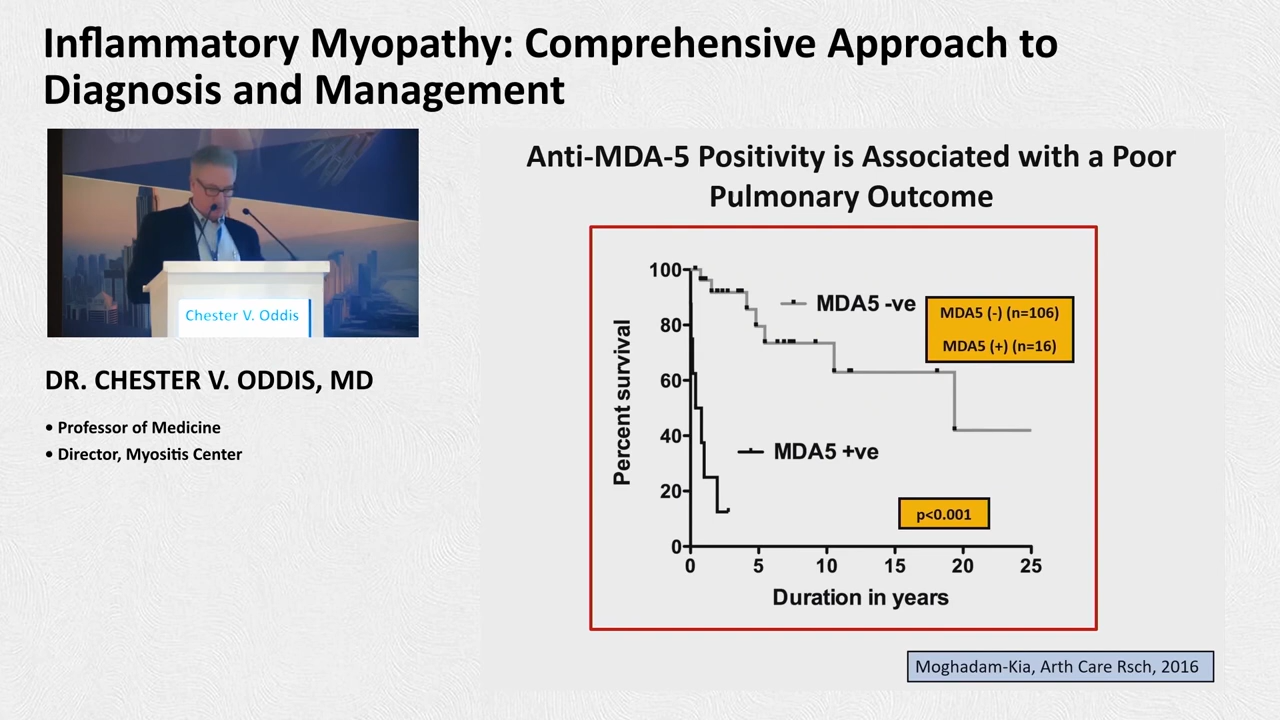 Inflammatory Myopathy: Comprehensive Approach to
Diagnosis and Management
Chester V. Oddis
DR. CHESTER V. ODDIS, MD
• Professor of Medicine
• Director, Myositis Center
Anti-MDA-5 Positivity is Associated with a Poor
Pulmonary Outcome
100
80
60
40
20
0
Percent survival
MDA5 -ve
MDA5 (-) (n=106)
MDA5 (+) (n=16)
MDA5 +ve
p<0.001
0 5 10 15 20 25
Duration in years
Moghadam-Kia, Arth Care Rsch, 2016